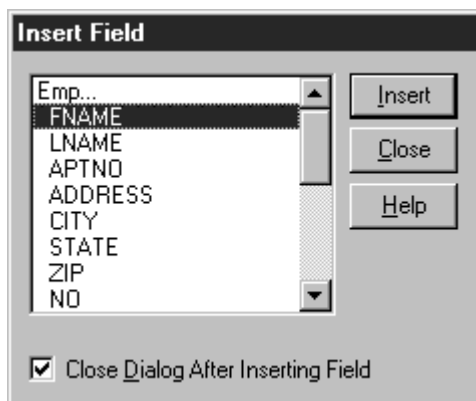 Insert Field
Emp...
FNAME
LNAME
APTNO
ADDRESS
CITY
STATE
ZIP
NO
Insert
Close
Help
Close Dialog After Inserting Field